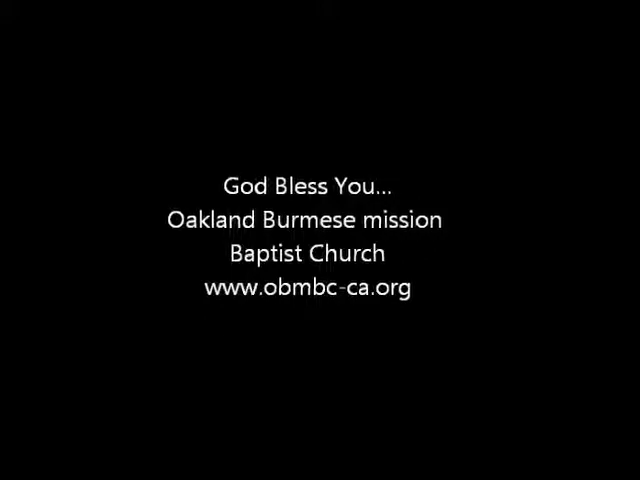 God Bless You...
Oakland Burmese mission
Baptist Church
www.obmbc-ca.org